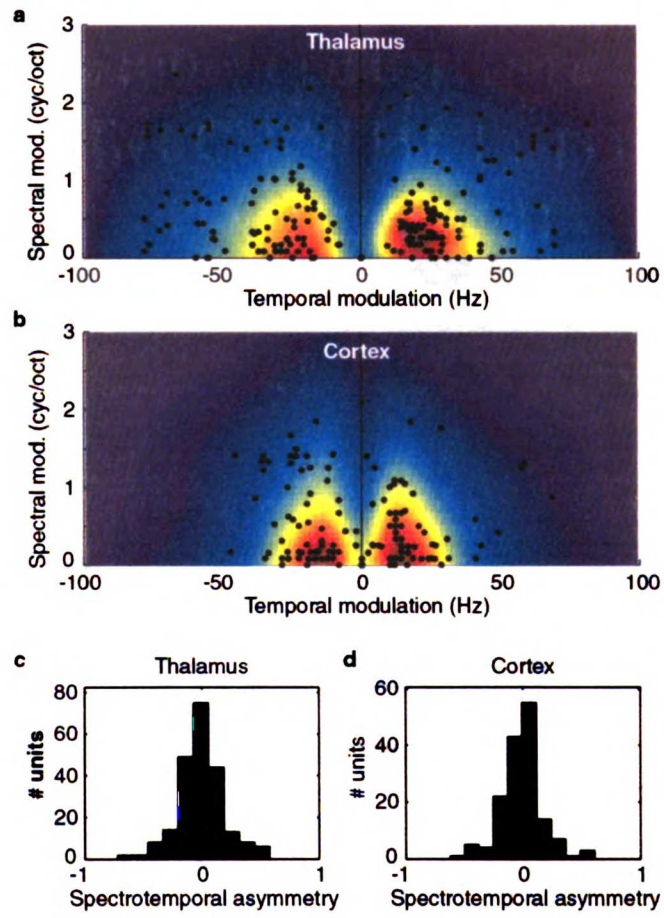 a
3
2
1
0
Spectral mod. (cyc/oct)
Thalamus
-100
-50
0
50
100
Temporal modulation (Hz)
b
3
2
1
0
Spectral mod. (cyc/oct)
Cortex
-100
-50
0
50
100
Temporal modulation (Hz)
c
Thalamus
80
60
40
20
0
# units
-1
0
1
Spectrotemporal asymmetry
d
Cortex
60
40
20
0
# units
-1
0
1
Spectrotemporal asymmetry